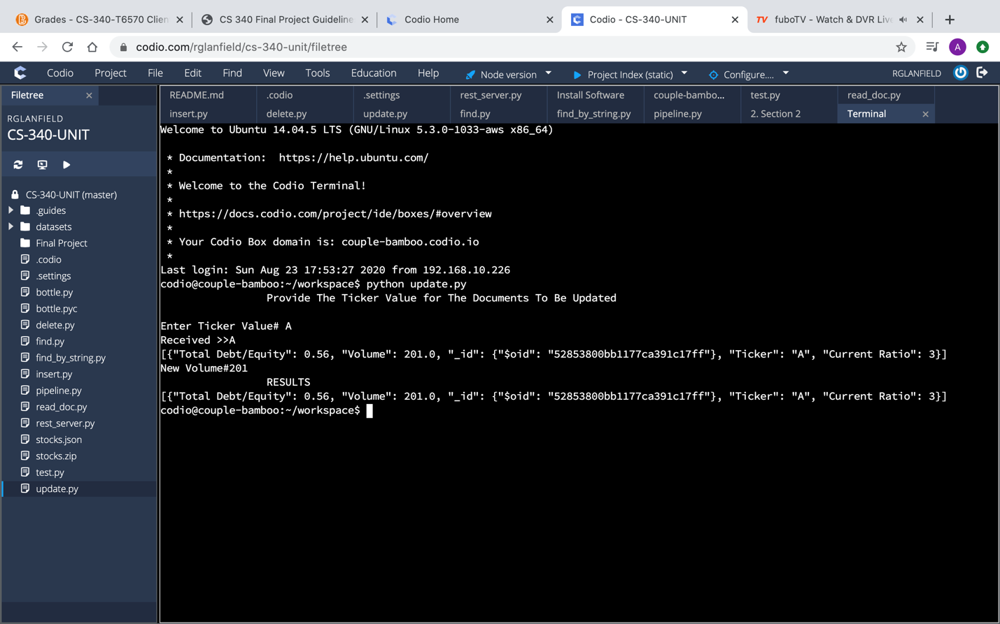 Grades - CS-340-T6570 Clien
CS 340 Final Project Guideline
Codio Home
Codio - CS-340-UNIT
TV fuboTV - Watch & DVR Live
codio.com/rglanfield/cs-340-unit/filetree
A
Codio Project File Edit Find View Tools Education Help Node version Project Index (static) Configure.... RGLANFIELD
Filetree
README.md .codio .settings rest_server.py Install Software couple-bambo... test.py read_doc.py
insert.py delete.py update.py find.py find_by_string.py pipeline.py 2. Section 2 Terminal
RGLANFIELD
CS-340-UNIT
CS-340-UNIT (master)
.guides
datasets
Final Project
.codio
.settings
bottle.py
bottle.pyc
delete.py
find.py
find_by_string.py
insert.py
pipeline.py
read_doc.py
rest_server.py
stocks.json
stocks.zip
test.py
update.py
Welcome to Ubuntu 14.04.5 LTS (GNU/Linux 5.3.0-1033-aws x86_64)
* Documentation:  https://help.ubuntu.com/
*
* Welcome to the Codio Terminal!
*
* https://docs.codio.com/project/ide/boxes/#overview
*
* Your Codio Box domain is: couple-bamboo.codio.io
*
Last login: Sun Aug 23 17:53:27 2020 from 192.168.10.226
codio@couple-bamboo:~/workspace$ python update.py
Provide The Ticker Value for The Documents To Be Updated
Enter Ticker Value# A
Received >>A
[{"Total Debt/Equity": 0.56, "Volume": 201.0, "_id": {"$oid": "52853800bb1177ca391c17ff"}, "Ticker": "A", "Current Ratio": 3}]
New Volume#201
RESULTS
[{"Total Debt/Equity": 0.56, "Volume": 201.0, "_id": {"$oid": "52853800bb1177ca391c17ff"}, "Ticker": "A", "Current Ratio": 3}]
codio@couple-bamboo:~/workspace$